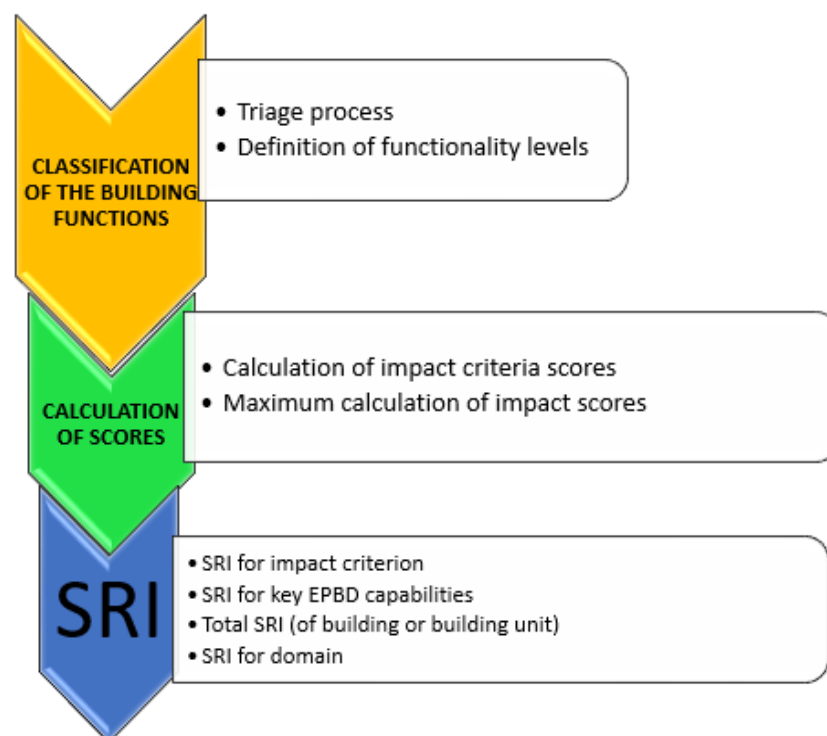 CLASSIFICATION
OF THE BUILDING
FUNCTIONS
• Triage process
• Definition of functionality levels
CALCULATION
OF SCORES
• Calculation of impact criteria scores
• Maximum calculation of impact scores
SRI
• SRI for impact criterion
• SRI for key EPBD capabilities
• Total SRI (of building or building unit)
• SRI for domain